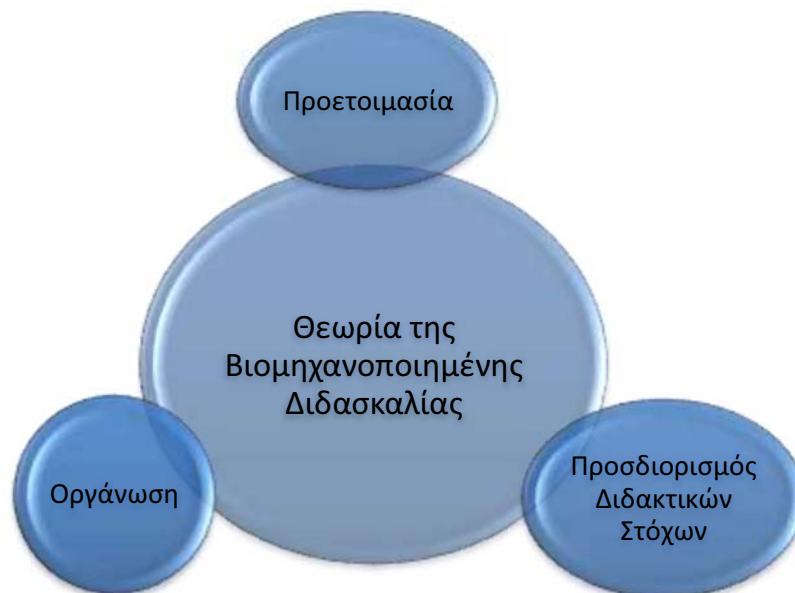 Προετοιμασία
Θεωρία της
Βιομηχανοποιημένης
Διδασκαλίας
Οργάνωση
Προσδιορισμός
Διδακτικών
Στόχων